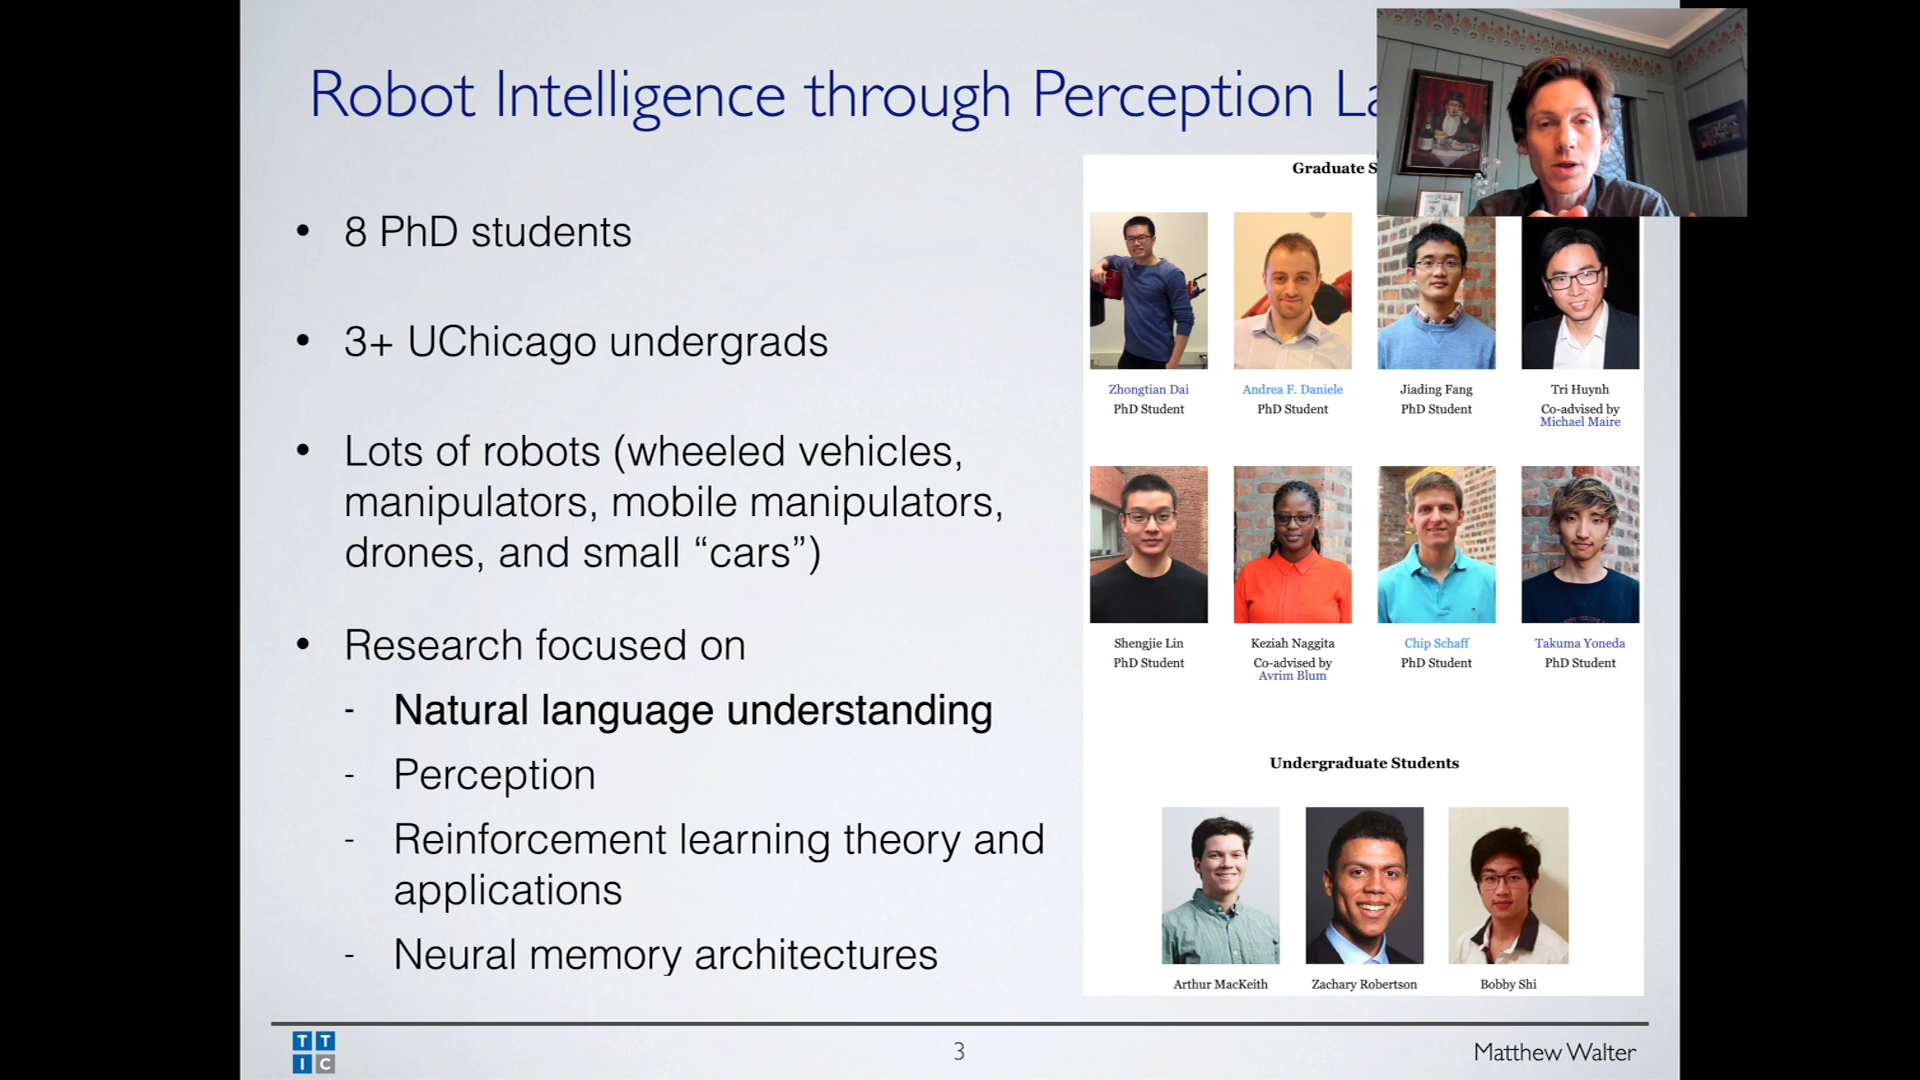 Robot Intelligence through Perception La
• 8 PhD students
• 3+ UChicago undergrads
• Lots of robots (wheeled vehicles,
manipulators, mobile manipulators,
drones, and small “cars”)
• Research focused on
- Natural language understanding
- Perception
- Reinforcement learning theory and
applications
- Neural memory architectures
Graduate S
Zhongtian Dai
PhD Student
Andrea F. Daniele
PhD Student
Jiading Fang
PhD Student
Tri Huynh
Co-advised by
Michael Maire
Shengjie Lin
PhD Student
Keziah Naggita
Co-advised by
Avrim Blum
Chip Schaff
PhD Student
Takuma Yoneda
PhD Student
Undergraduate Students
Arthur MacKeith
Zachary Robertson
Bobby Shi
T T
I C
3
Matthew Walter